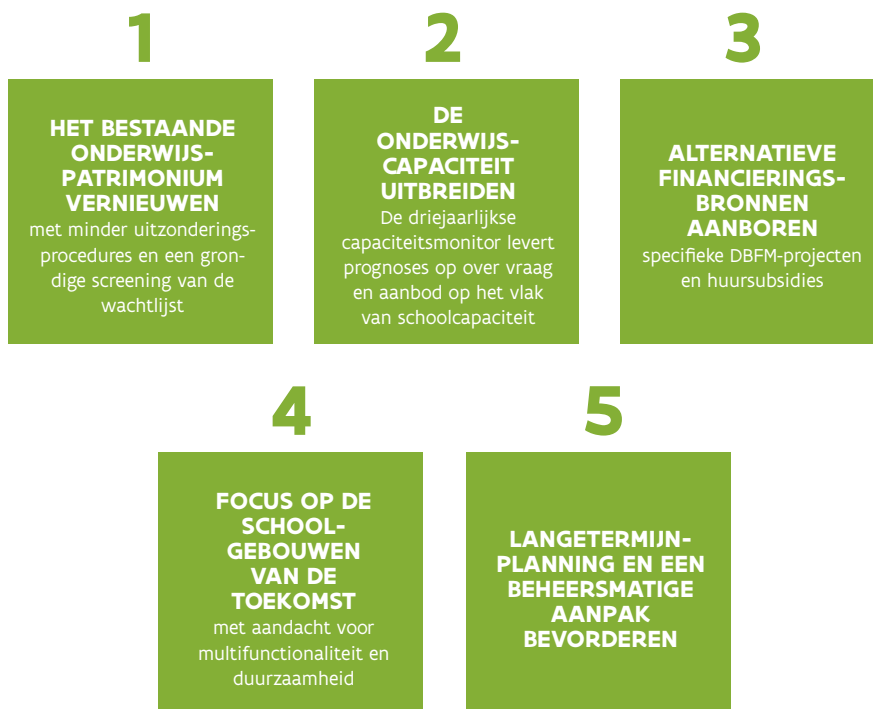 1
HET BESTAANDE
ONDERWIJS-
PATRIMONIUM
VERNIEUWEN
met minder uitzonderings-
procedures en een gron-
dige screening van de
wachtlijst
2
DE
ONDERWIJS-
CAPACITEIT
UITBREIDEN
De driejaarlijkse
capaciteitsmonitor levert
prognoses op over vraag
en aanbod op het vlak
van schoolcapaciteit
3
ALTERNATIEVE
FINANCIERINGS-
BRONNEN
AANBOREN
specifieke DBFM-projecten
en huursubsidies
4
FOCUS OP DE
SCHOOL-
GEBOUWEN
VAN DE
TOEKOMST
met aandacht voor
multifunctionaliteit en
duurzaamheid
5
LANGETERMIJN-
PLANNING EN EEN
BEHEERSMATIGE
AANPAK
BEVORDEREN